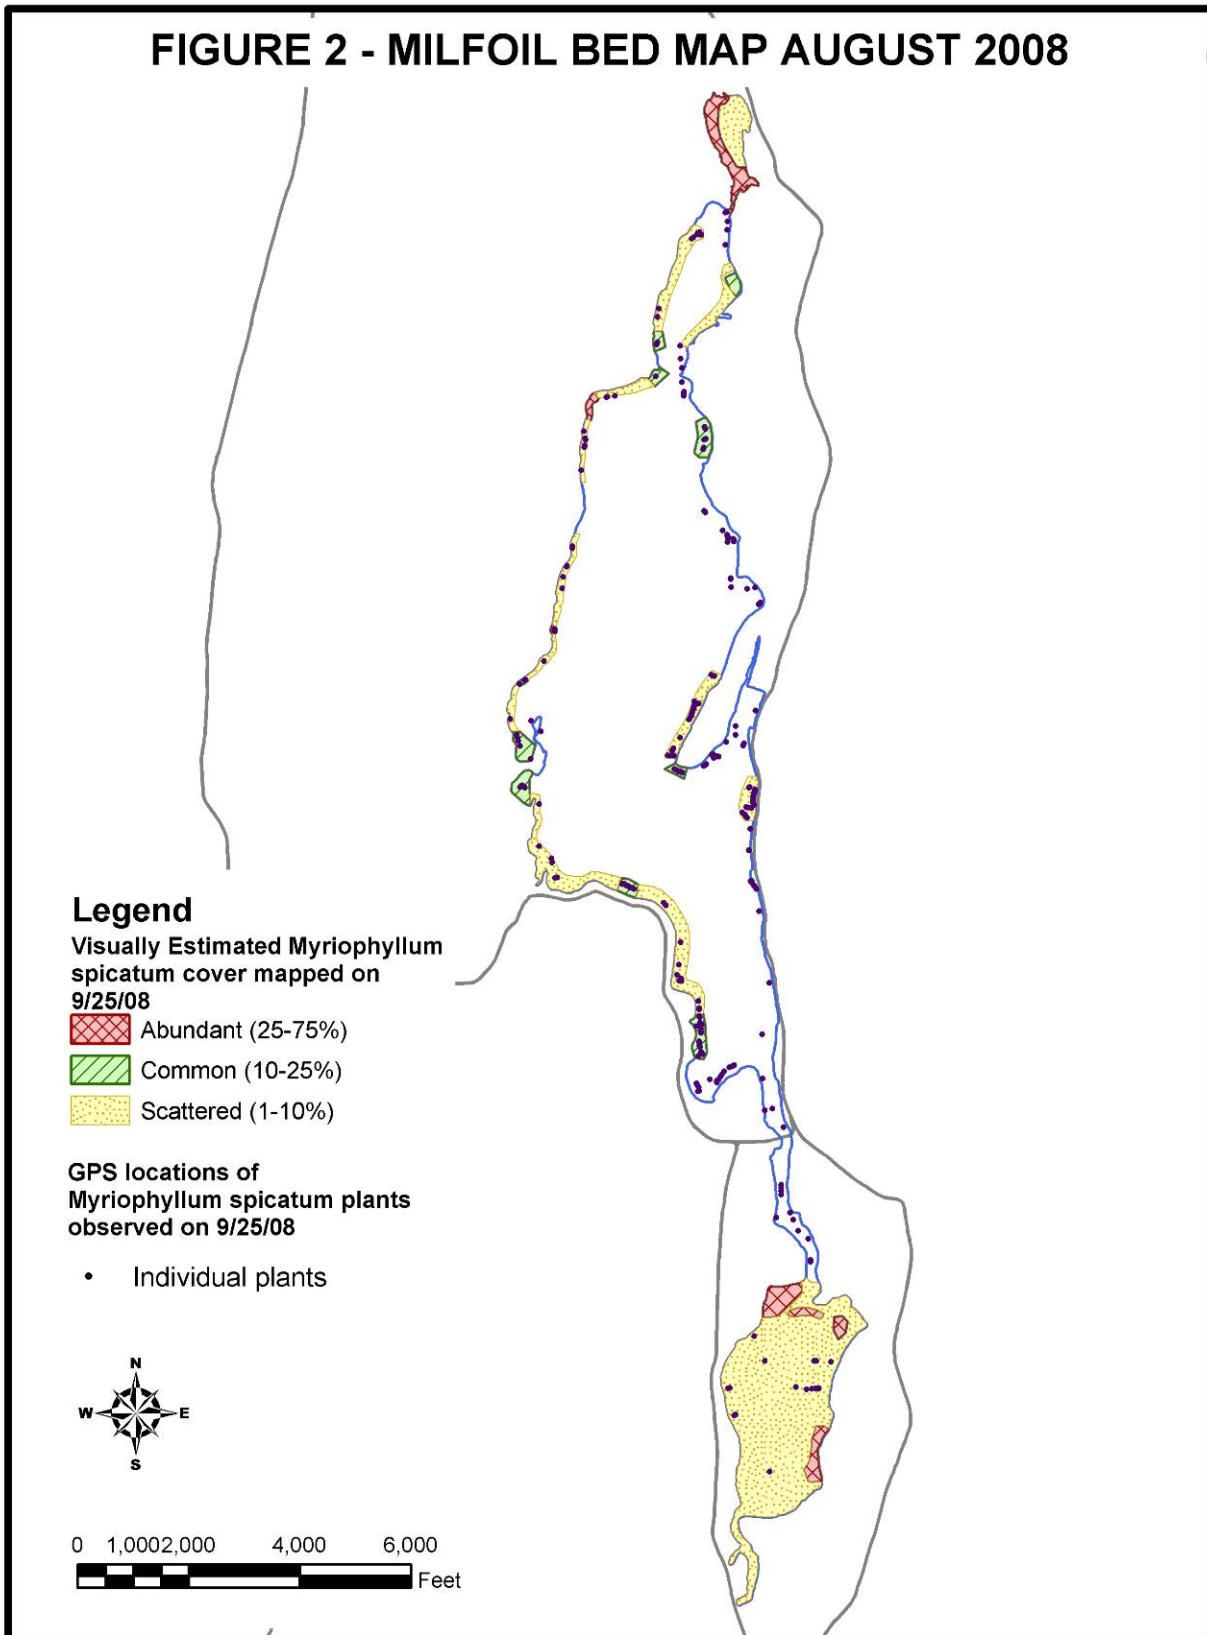 FIGURE 2 - MILFOIL BED MAP AUGUST 2008
Legend
Visually Estimated Myriophyllum
spicatum cover mapped on
9/25/08
Abundant (25-75%)
Common (10-25%)
Scattered (1-10%)
GPS locations of
Myriophyllum spicatum plants
observed on 9/25/08
Individual plants
N
W E
S
0 1,000 2,000 4,000 6,000
Feet